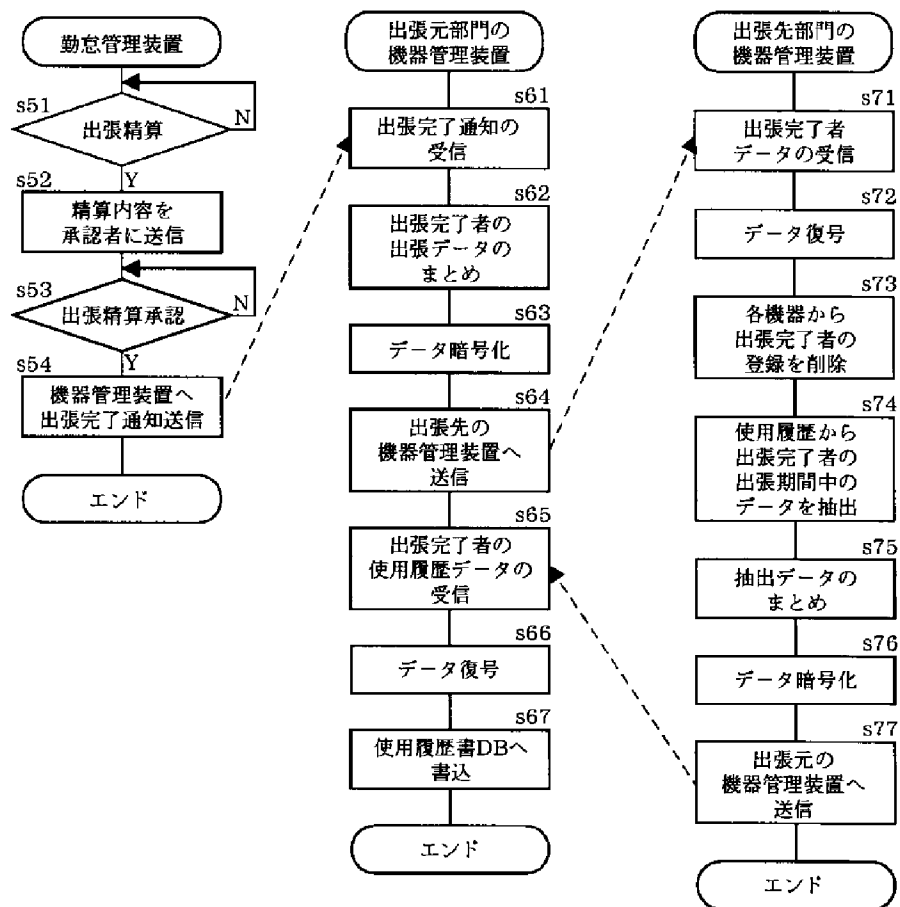 勤怠管理装置
s51
出張精算
N
Y
s52
精算内容を
承認者に送信
s53
出張精算承認
N
Y
s54
機器管理装置へ
出張完了通知送信
エンド
出張元部門の
機器管理装置
s61
出張完了通知の
受信
s62
出張完了者の
出張データの
まとめ
s63
データ暗号化
s64
出張先の
機器管理装置へ
送信
s65
出張完了者の
使用履歴データの
受信
s66
データ復号
s67
使用履歴書DBへ
書込
エンド
出張先部門の
機器管理装置
s71
出張完了者
データの受信
s72
データ復号
s73
各機器から
出張完了者の
登録を削除
s74
使用履歴から
出張完了者の
出張期間中の
データを抽出
s75
抽出データの
まとめ
s76
データ暗号化
s77
出張元の
機器管理装置へ
送信
エンド